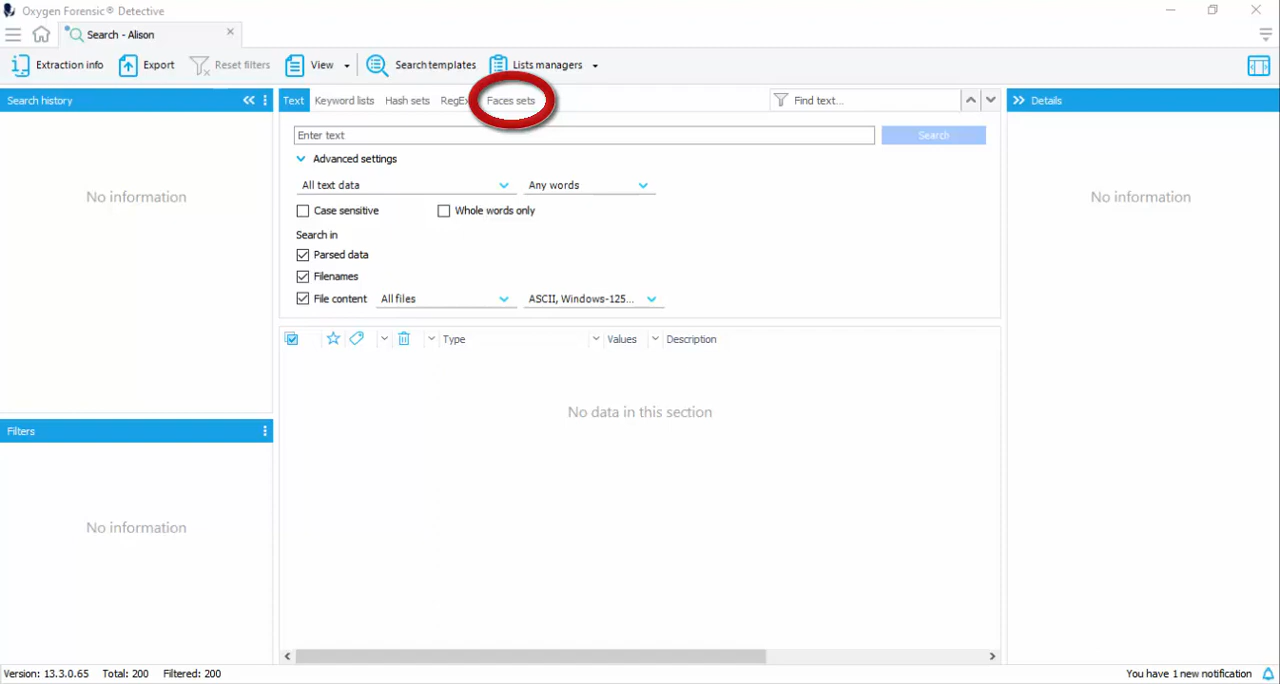 Oxygen Forensic® Detective
Search - Alison
Extraction info Export Reset filters View Search templates Lists managers
Search history Text Keyword lists Hash sets RegEx Faces sets Find text... Details
Enter text Search
Advanced settings
All text data Any words
No information
No information
Case sensitive Whole words only
Search in
Parsed data
Filenames
File content All files ASCII, Windows-125...
Type Values Description
No data in this section
Filters
No information
Version: 13.3.0.65 Total: 200 Filtered: 200 You have 1 new notification